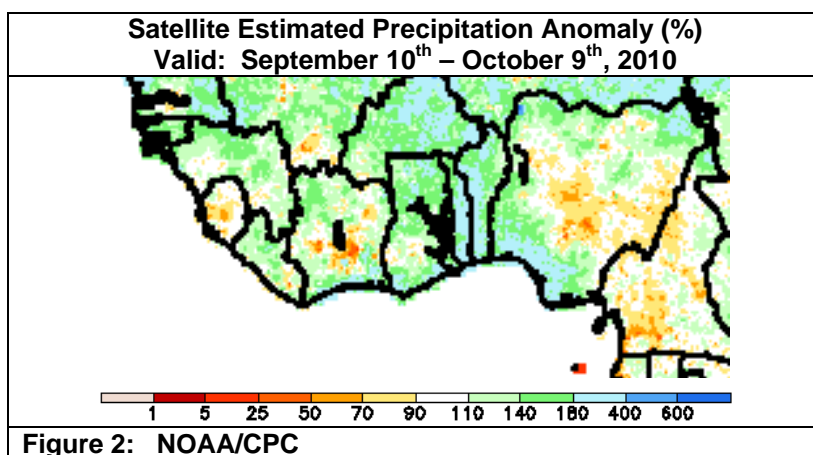 Satellite Estimated Precipitation Anomaly (%)
Valid: September 10th – October 9th, 2010
1 5 25 50 70 90 110 140 180 400 600
Figure 2: NOAA/CPC